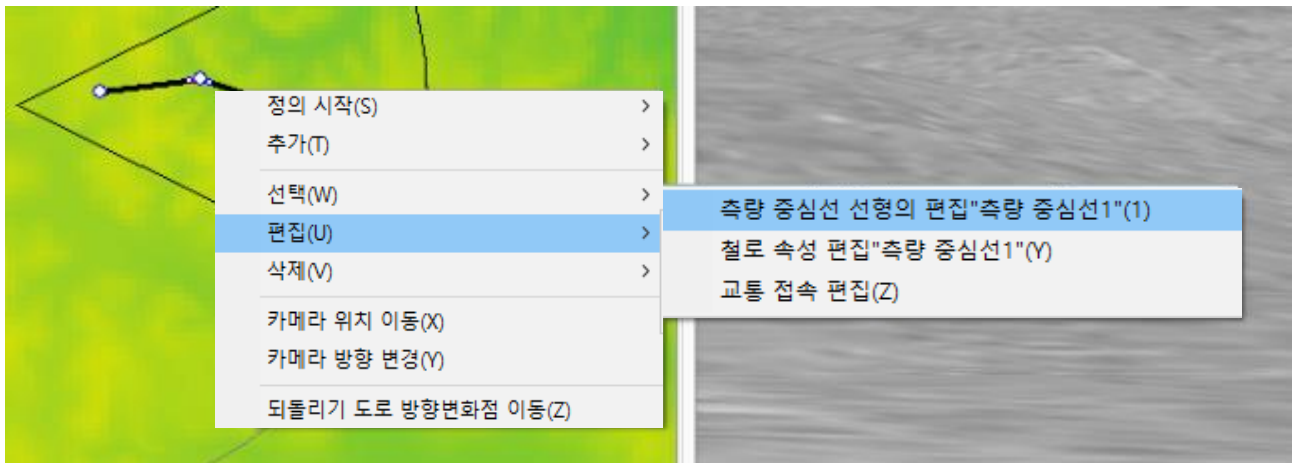 정의 시작(S)
추가(T)
선택(W)
편집(U)
삭제(V)
카메라 위치 이동(X)
카메라 방향 변경(Y)
되돌리기 도로 방향변화점 이동(Z)
측량 중심선 선형의 편집"측량 중심선1"(1)
철로 속성 편집"측량 중심선1"(Y)
교통 접속 편집(Z)